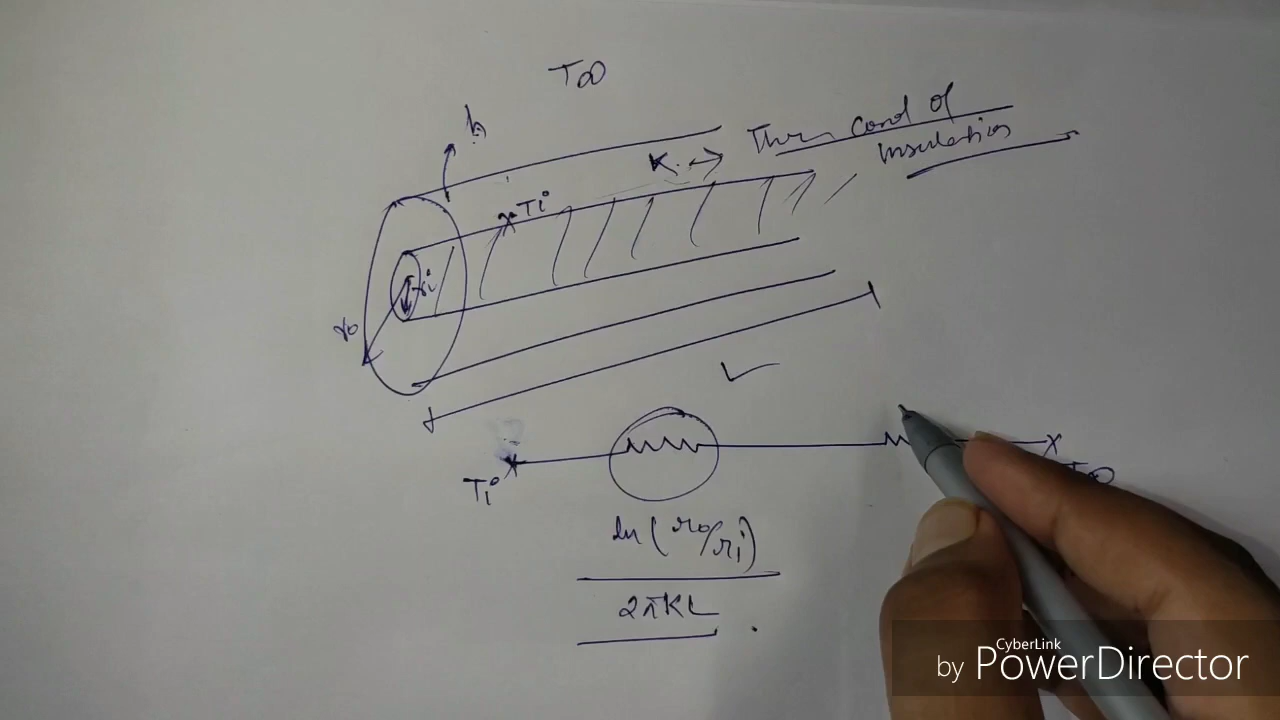 T∞
h
K → Ther cond of
insulation
Ti
ri
ro
Ti
T∞
ln (ro/ri)
2πKL
CyberLink
by PowerDirector